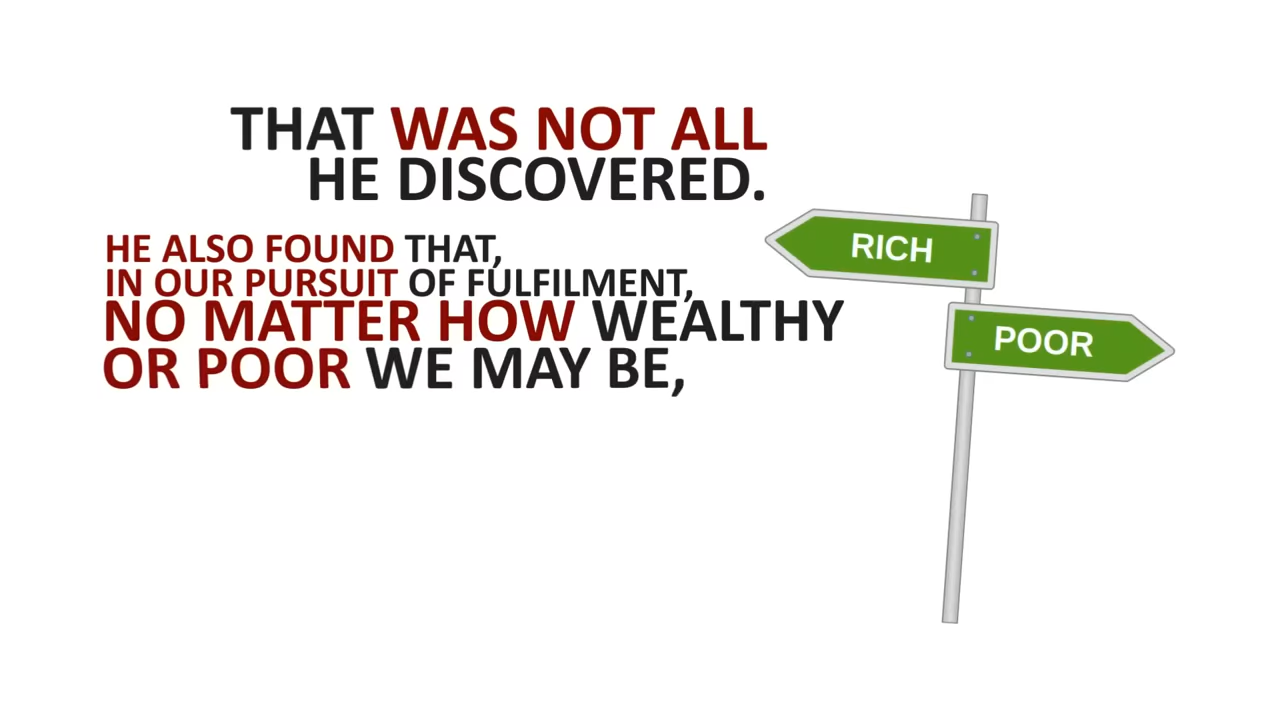 THAT WAS NOT ALL
HE DISCOVERED.
HE ALSO FOUND THAT,
IN OUR PURSUIT OF FULFILMENT,
NO MATTER HOW WEALTHY
OR POOR WE MAY BE,
RICH
POOR